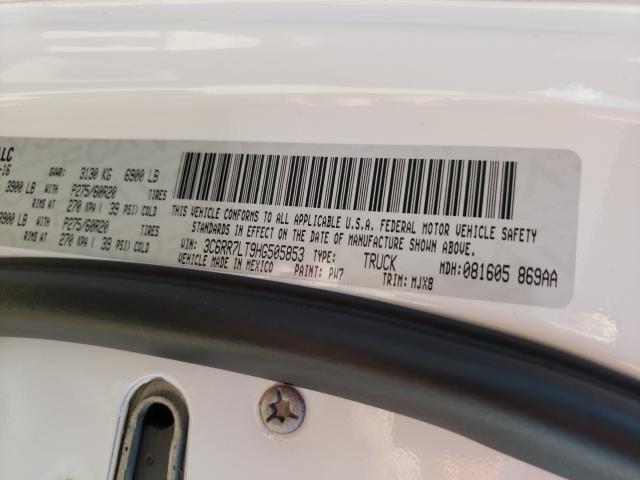 LLC
-16
GVWR: 3130 KG 6900 LB
3900 LB WITH P275/60R20 TIRES
RIMS AT 270 KPA ( 39 PSI) COLD
3900 LB WITH P275/60R20 TIRES
RIMS AT 270 KPA ( 39 PSI) COLD
THIS VEHICLE CONFORMS TO ALL APPLICABLE U.S.A. FEDERAL MOTOR VEHICLE SAFETY
STANDARDS IN EFFECT ON THE DATE OF MANUFACTURE SHOWN ABOVE.
VIN: 3C6RR7LT9HG505853 TYPE: TRUCK MDH: 081605 869AA
VEHICLE MADE IN MEXICO PAINT: PW7 TRIM: MJX8